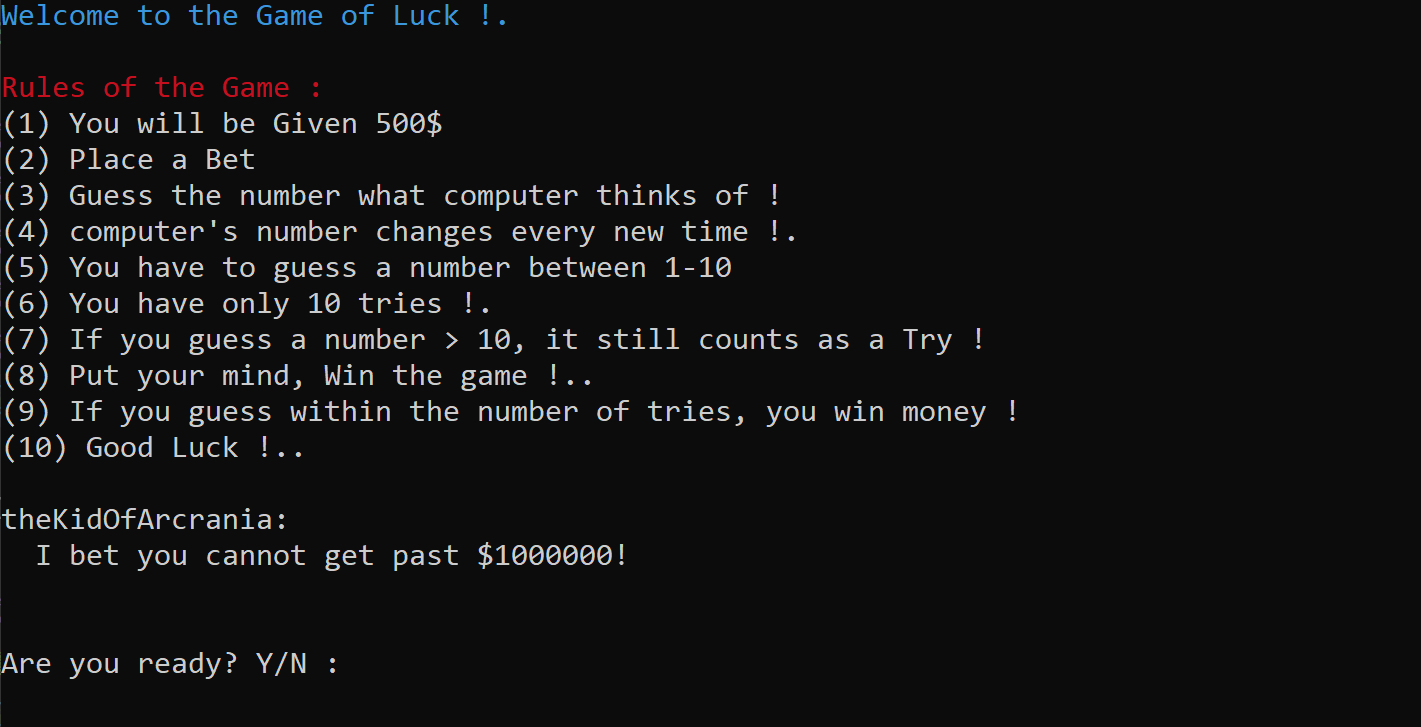 Welcome to the Game of Luck !.
Rules of the Game :
(1) You will be Given 500$
(2) Place a Bet
(3) Guess the number what computer thinks of !
(4) computer's number changes every new time !.
(5) You have to guess a number between 1-10
(6) You have only 10 tries !.
(7) If you guess a number > 10, it still counts as a Try !
(8) Put your mind, Win the game !..
(9) If you guess within the number of tries, you win money !
(10) Good Luck !..
theKidOfArcrania:
I bet you cannot get past $1000000!
Are you ready? Y/N :